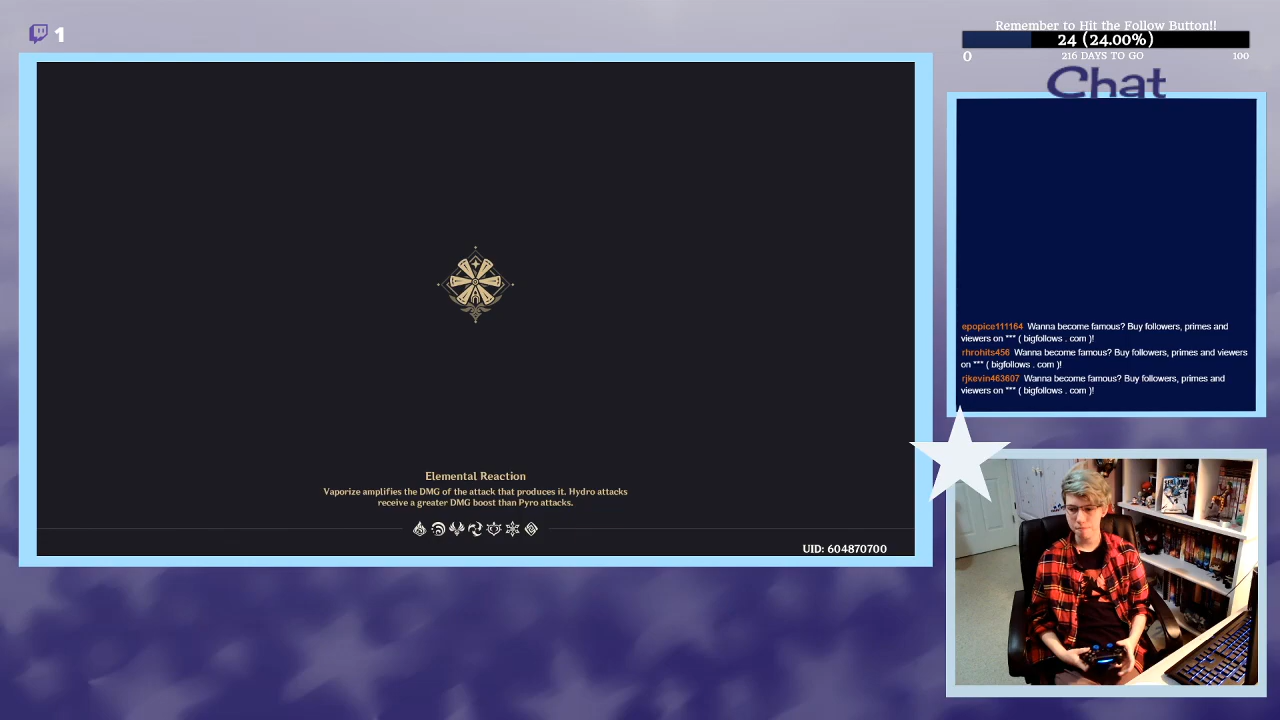 1
Remember to Hit the Follow Button!!
24 (24.00%)
0
216 DAYS TO GO
100
Chat
epopice111164 Wanna become famous? Buy followers, primes and
viewers on *** ( bigfollows . com )!
rhrohits456 Wanna become famous? Buy followers, primes and viewers
on *** ( bigfollows . com )!
rjkevin463607 Wanna become famous? Buy followers, primes and
viewers on *** ( bigfollows . com )!
Elemental Reaction
Vaporize amplifies the DMG of the attack that produces it. Hydro attacks
receive a greater DMG boost than Pyro attacks.
UID: 604870700